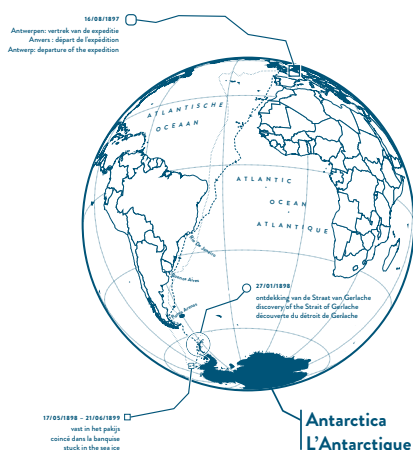 16/08/1897
Antwerpen: vertrek van de expeditie
Anvers : départ de l'expédition
Antwerp: departure of the expedition
ATLANTISCHE
OCEAAN
ATLANTIC
OCEAN
ATLANTIQUE
Rio De Janeiro
Buenos Aires
Punta Arenas
27/01/1898
ontdekking van de Straat van Gerlache
discovery of the Strait of Gerlache
découverte du détroit de Gerlache
17/05/1898 – 21/06/1899
vast in het pakijs
coincé dans la banquise
stuck in the sea ice
Antarctica
L'Antarctique